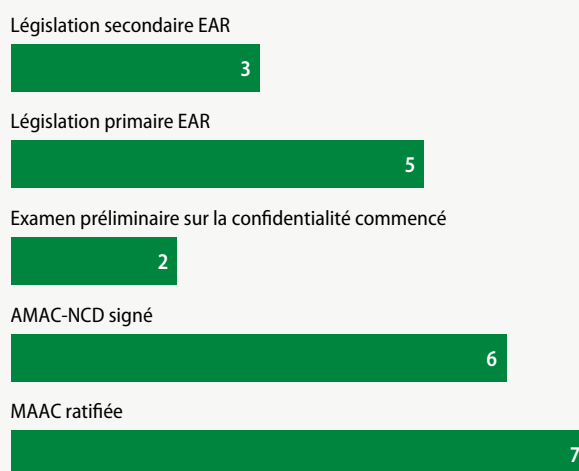 Législation secondaire EAR
3
Législation primaire EAR
5
Examen préliminaire sur la confidentialité commencé
2
AMAC-NCD signé
6
MAAC ratifiée
7